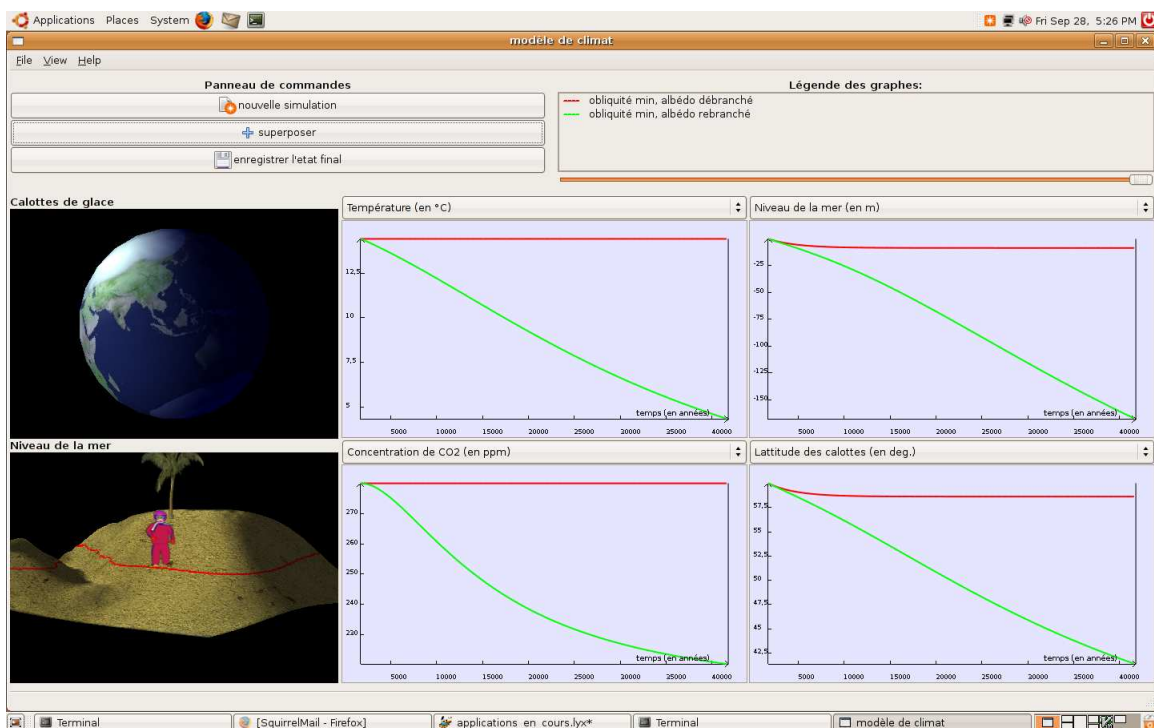 Applications Places System
Fri Sep 28, 5:26 PM
modèle de climat
File View Help
Panneau de commandes
nouvelle simulation
superposer
enregistrer l'etat final
Légende des graphes:
obliquité min, albédo débranché
obliquité min, albédo rebranché
Calottes de glace
Température (en °C)
12,5
10
7,5
5
temps (en années)
5000 10000 15000 20000 25000 30000 35000 40000
Niveau de la mer (en m)
-25
-50
-75
-100
-125
-150
temps (en années)
5000 10000 15000 20000 25000 30000 35000 40000
Niveau de la mer
Concentration de CO2 (en ppm)
270
260
250
240
230
temps (en années)
5000 10000 15000 20000 25000 30000 35000 40000
Lattitude des calottes (en deg.)
57,5
55
52,5
50
47,5
45
42,5
temps (en années)
5000 10000 15000 20000 25000 30000 35000 40000
Terminal
[SquirrelMail - Firefox]
applications_en_cours.lyx*
Terminal
modèle de climat